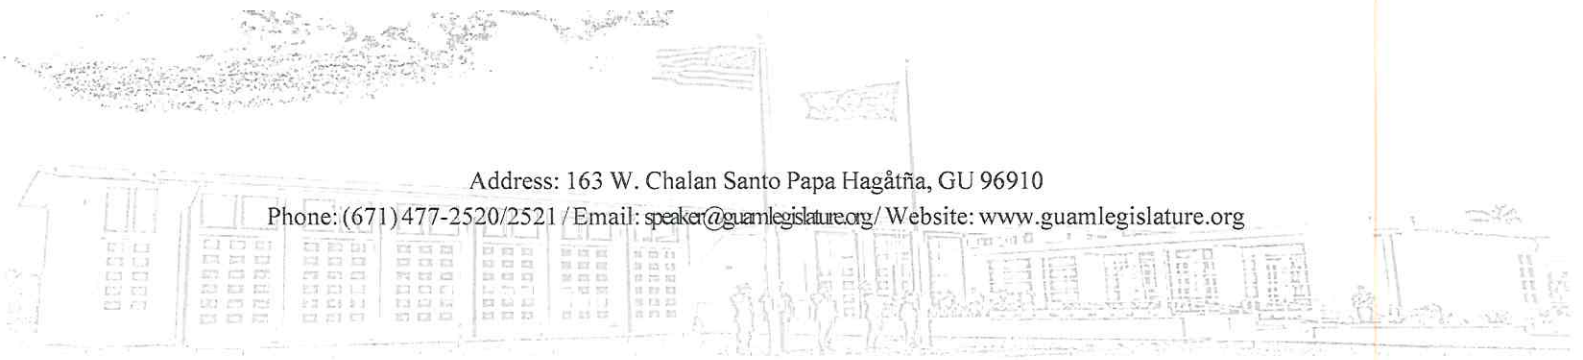 Address: 163 W. Chalan Santo Papa Hagåtña, GU 96910
Phone: (671) 477-2520/2521 / Email: speaker@guamlegislature.org / Website: www.guamlegislature.org